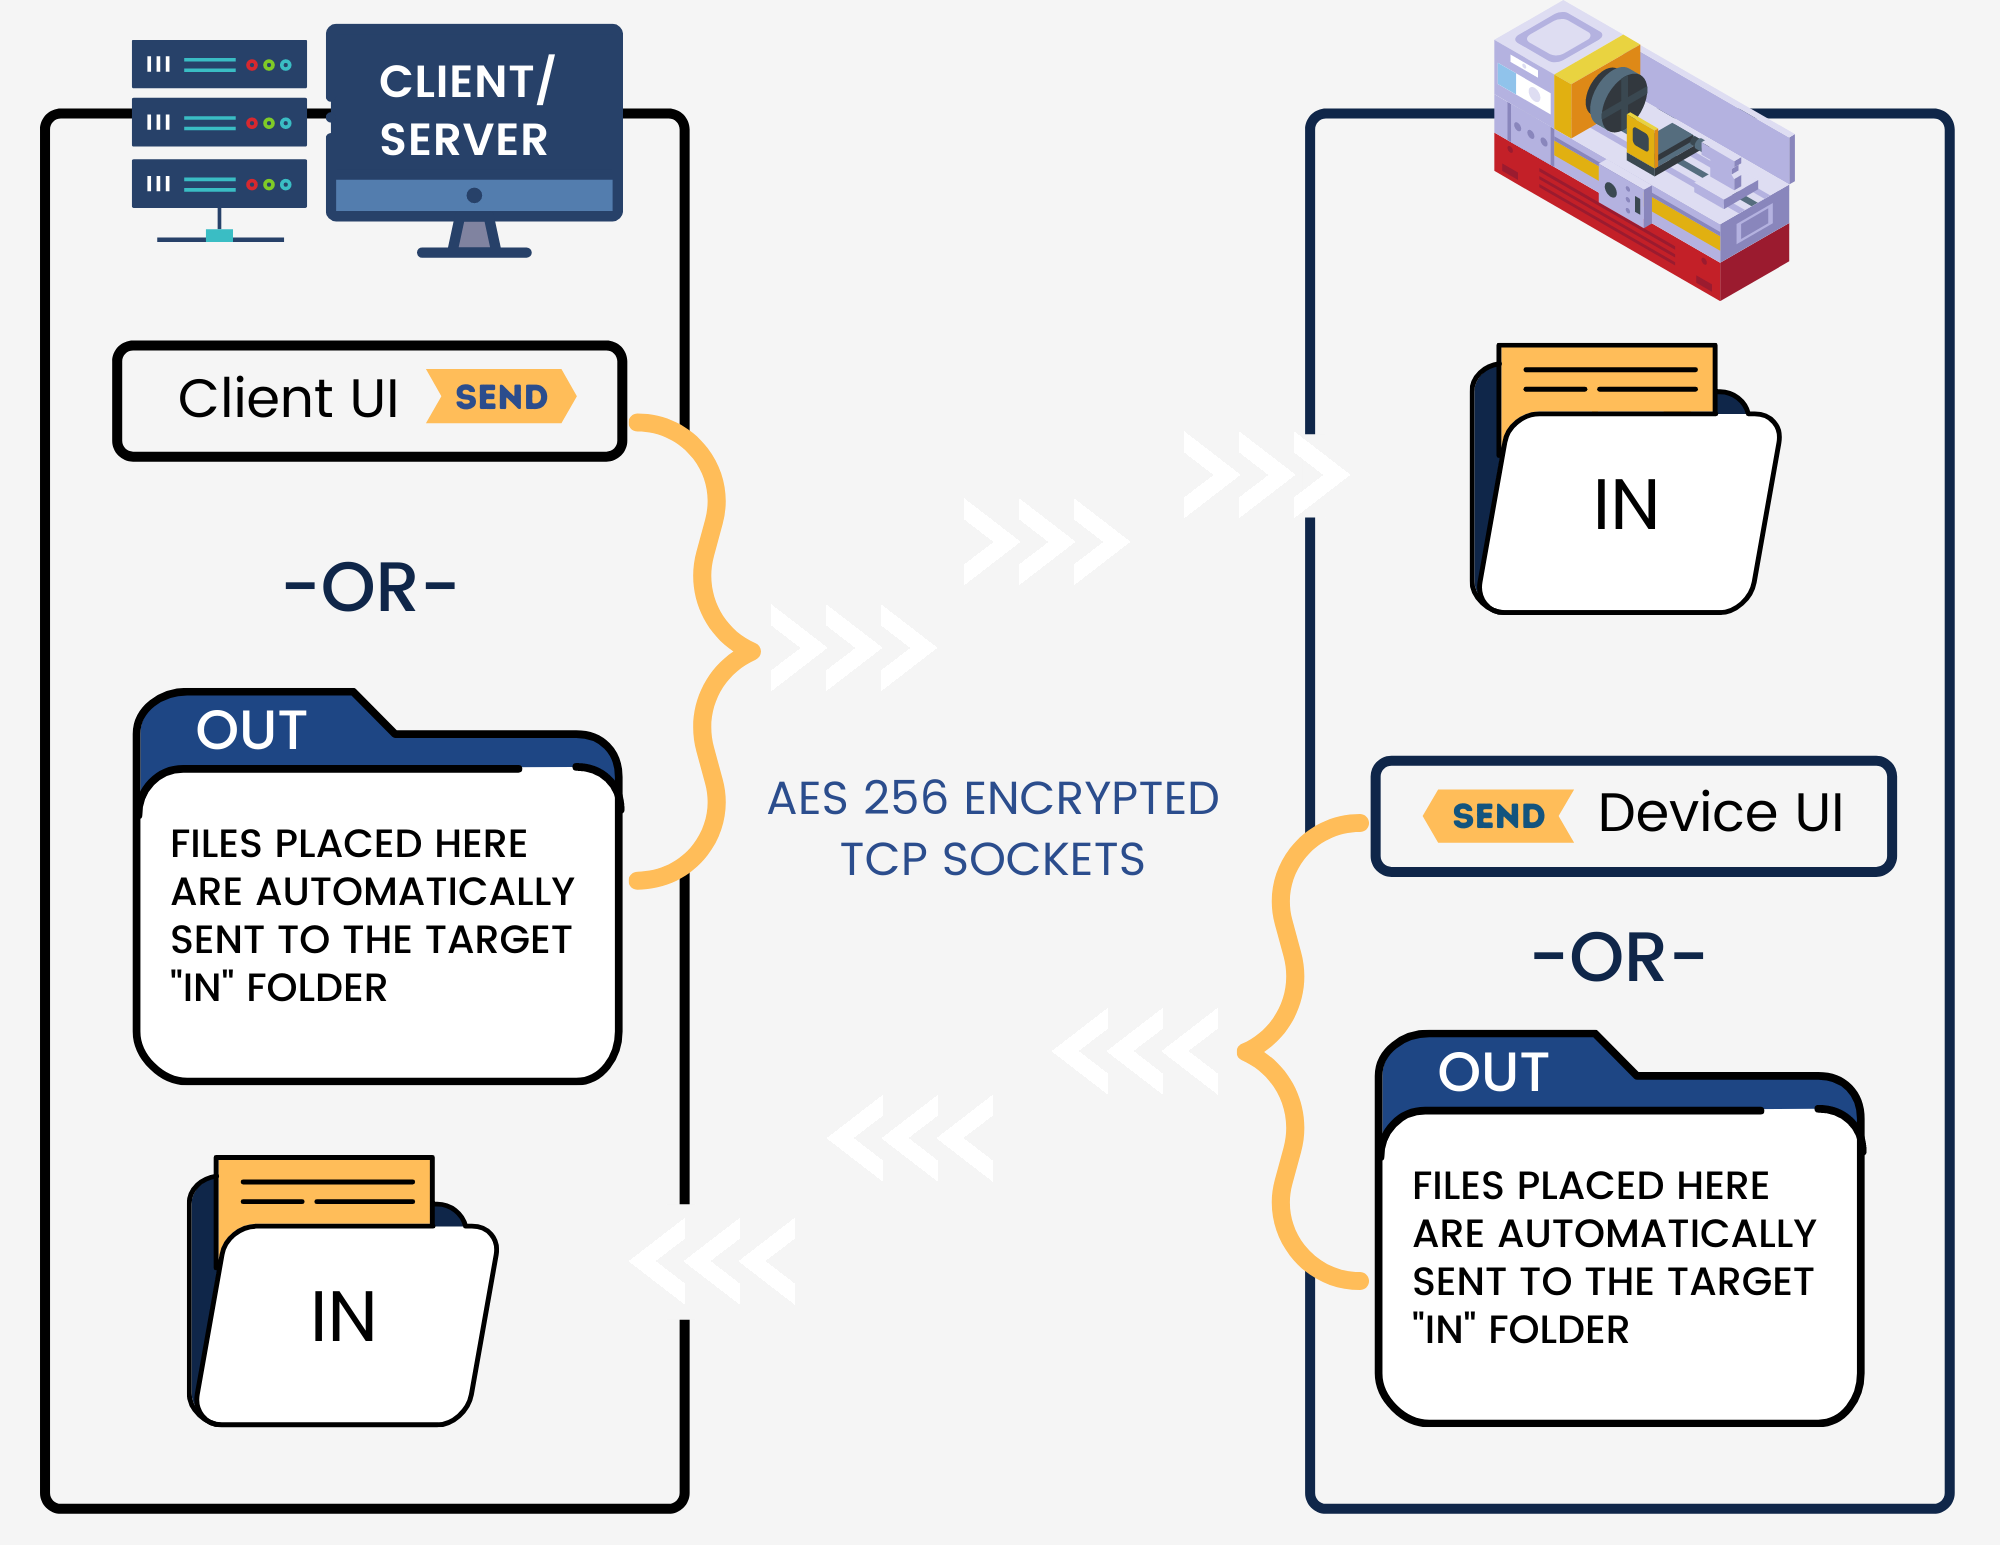 CLIENT/
SERVER
Client UI SEND
-OR-
OUT
FILES PLACED HERE
ARE AUTOMATICALLY
SENT TO THE TARGET
"IN" FOLDER
IN
AES 256 ENCRYPTED
TCP SOCKETS
IN
SEND Device UI
-OR-
OUT
FILES PLACED HERE
ARE AUTOMATICALLY
SENT TO THE TARGET
"IN" FOLDER